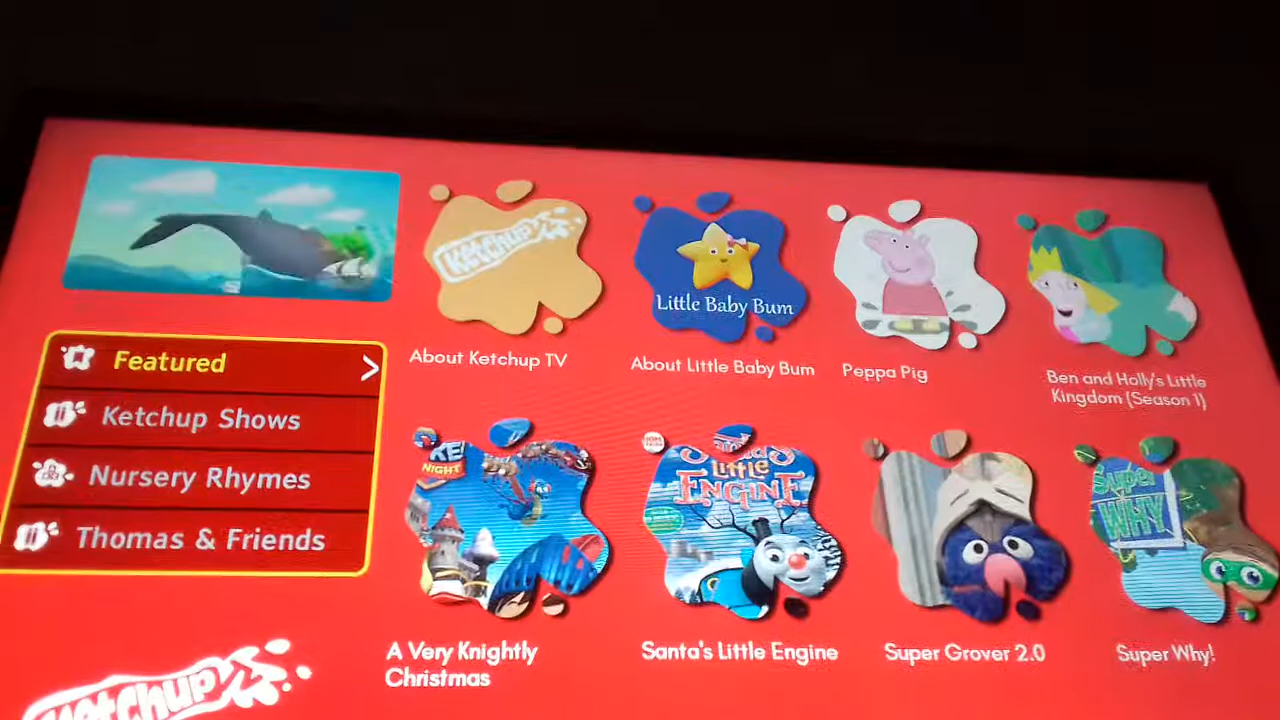 Featured
Ketchup Shows
Nursery Rhymes
Thomas & Friends
Ketchup
Ketchup
About Ketchup TV
Little Baby Bum
About Little Baby Bum
Peppa Pig
Ben and Holly's Little
Kingdom (Season 1)
KE!
NIGHT
A Very Knightly
Christmas
LITTLE
ENGINE
Santa's Little Engine
Super Grover 2.0
Super
WHY
Super Why!